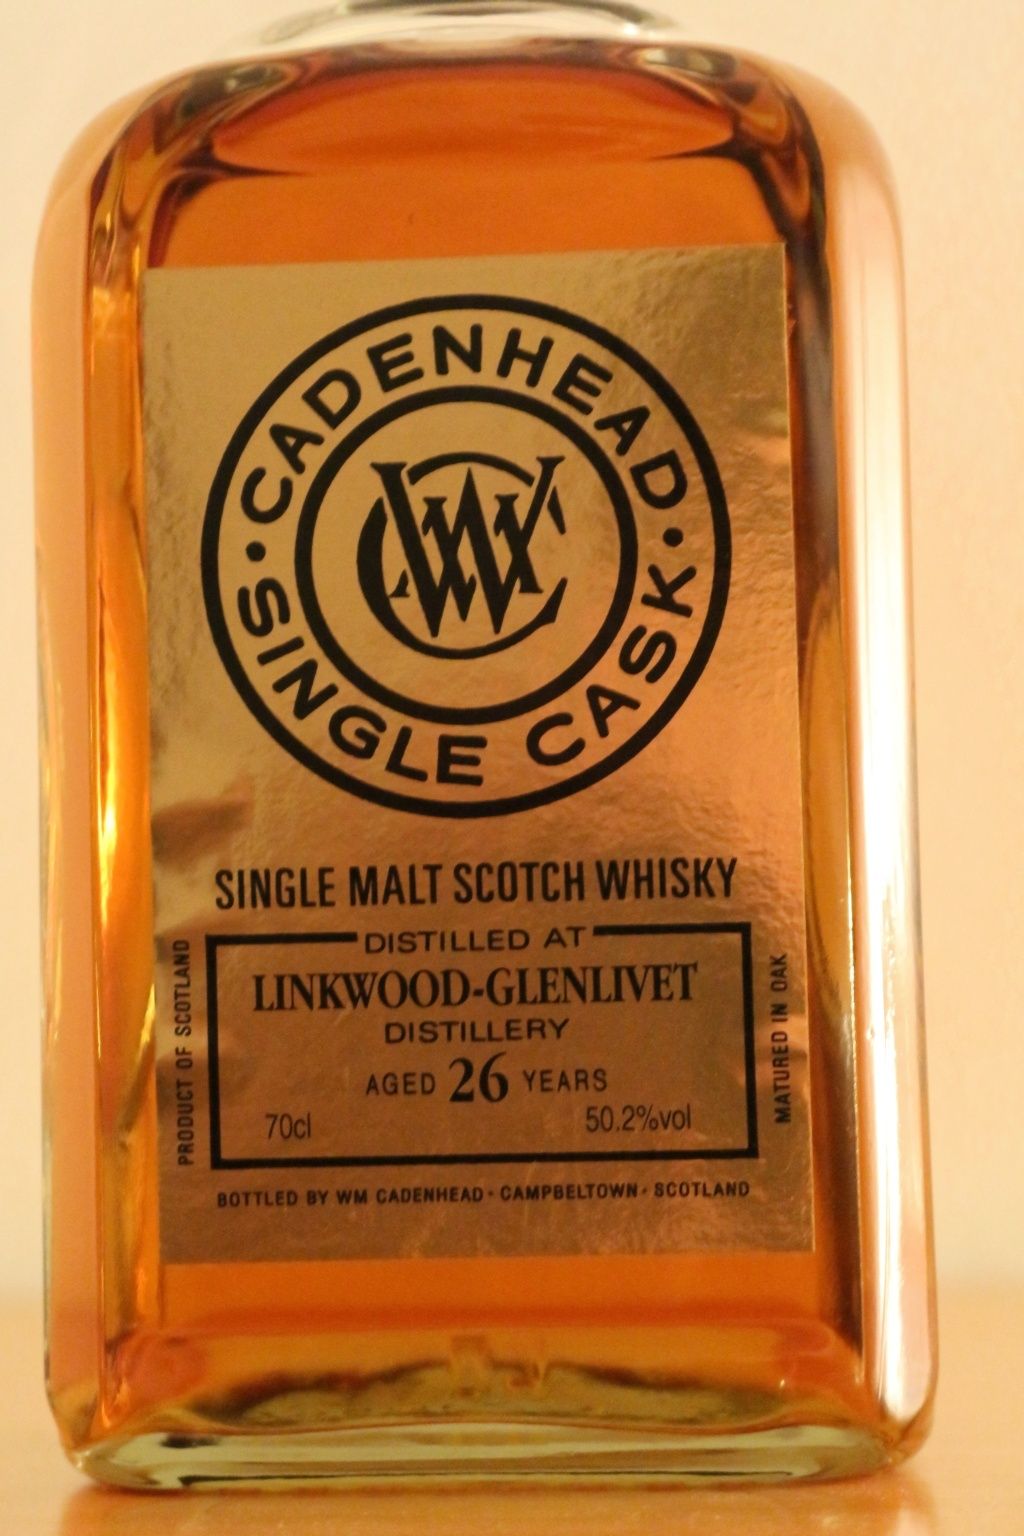 CADENHEAD
WC
· SINGLE CASK ·
SINGLE MALT SCOTCH WHISKY
DISTILLED AT
LINKWOOD-GLENLIVET
DISTILLERY
AGED 26 YEARS
70cl 50.2%vol
PRODUCT OF SCOTLAND
MATURED IN OAK
BOTTLED BY WM CADENHEAD · CAMPBELTOWN · SCOTLAND